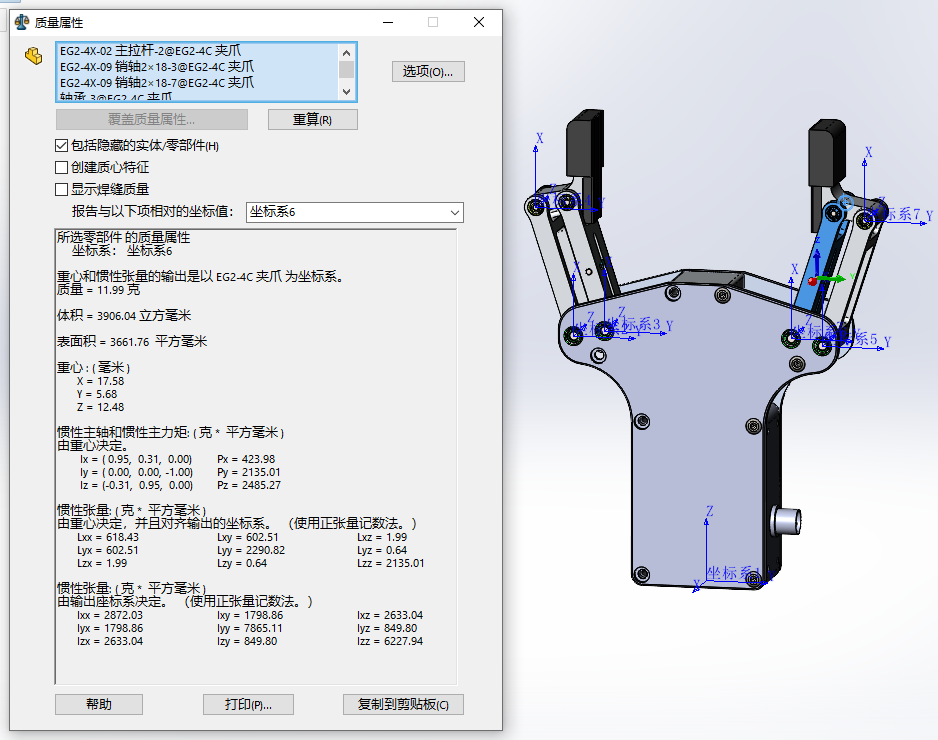 质量属性
EG2-4X-02 主拉杆-2@EG2-4C 夹爪
EG2-4X-09 销轴2×18-3@EG2-4C 夹爪
EG2-4X-09 销轴2×18-7@EG2-4C 夹爪
轴承-3@EG2-4C 夹爪
选项(O)...
覆盖质量属性...
重算(R)
包括隐藏的实体/零部件(H)
创建质心特征
显示焊缝质量
报告与以下项相对的坐标值：
坐标系6
所选零部件 的质量属性
坐标系： 坐标系6
重心和惯性张量的输出是以 EG2-4C 夹爪 为坐标系。
质量 = 11.99 克
体积 = 3906.04 立方毫米
表面积 = 3661.76 平方毫米
重心 : ( 毫米 )
X = 17.58
Y = 5.68
Z = 12.48
惯性主轴和惯性主力矩: ( 克 * 平方毫米 )
由重心决定。
Ix = ( 0.95, 0.31, 0.00) Px = 423.98
Iy = ( 0.00, 0.00, -1.00) Py = 2135.01
Iz = (-0.31, 0.95, 0.00) Pz = 2485.27
惯性张量: ( 克 * 平方毫米 )
由重心决定，并且对齐输出的坐标系。 （使用正张量记数法。）
Lxx = 618.43 Lxy = 602.51 Lxz = 1.99
Lyx = 602.51 Lyy = 2290.82 Lyz = 0.64
Lzx = 1.99 Lzy = 0.64 Lzz = 2135.01
惯性张量: ( 克 * 平方毫米 )
由输出座标系决定。 （使用正张量记数法。）
Ixx = 2872.03 Ixy = 1798.86 Ixz = 2633.04
Iyx = 1798.86 Iyy = 7865.11 Iyz = 849.80
Izx = 2633.04 Izy = 849.80 Izz = 6227.94
帮助
打印(P)...
复制到剪贴板(C)
X
Z
Y
X
标系7 Y
Z
Y
X
X
Z Z
坐标系3 Y
Z
坐标系5 Y
Z
坐标系
X